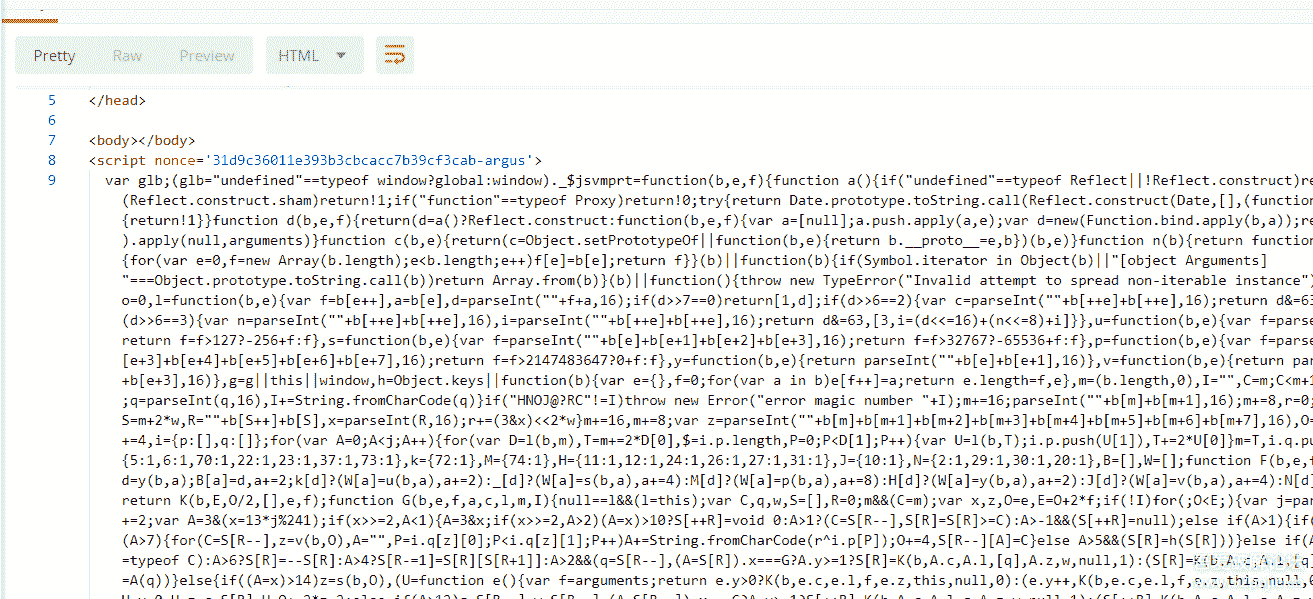 Pretty Raw Preview HTML
5 </head>
6
7 <body></body>
8 <script nonce='31d9c36011e393b3cbcacc7b39cf3cab-argus'>
9 var glb;(glb="undefined"==typeof window?global:window)._$jsvmprt=function(b,e,f){function a(){if("undefined"==typeof Reflect||!Reflect.construct)re
(Reflect.construct.sham)return!1;if("function"==typeof Proxy)return!0;try{return Date.prototype.toString.call(Reflect.construct(Date,[],(function
{return!1}}function d(b,e,f){return(d=a()?Reflect.construct:function(b,e,f){var a=[null];a.push.apply(a,e);var d=new(Function.bind.apply(b,a));re
).apply(null,arguments)}function c(b,e){return(c=Object.setPrototypeOf||function(b,e){return b.__proto__=e,b})(b,e)}function n(b){return function
{for(var e=0,f=new Array(b.length);e<b.length;e++)f[e]=b[e];return f}}(b)||function(b){if(Symbol.iterator in Object(b)||"[object Arguments]
"===Object.prototype.toString.call(b))return Array.from(b)}(b)||function(){throw new TypeError("Invalid attempt to spread non-iterable instance")
o=0,l=function(b,e){var f=b[e++],a=b[e],d=parseInt(""+f+a,16);if(d>>7==0)return[1,d];if(d>>6==2){var c=parseInt(""+b[++e]+b[++e],16);return d&=63
(d>>6==3){var n=parseInt(""+b[++e]+b[++e],16),i=parseInt(""+b[++e]+b[++e],16);return d&=63,[3,i=(d<<=16)+(n<<=8)+i]}},u=function(b,e){var f=parse
return f=f>127?-256+f:f},s=function(b,e){var f=parseInt(""+b[e]+b[e+1]+b[e+2]+b[e+3],16);return f=f>32767?-65536+f:f},p=function(b,e){var f=parse
[e+3]+b[e+4]+b[e+5]+b[e+6]+b[e+7],16);return f=f>2147483647?0+f:f},y=function(b,e){return parseInt(""+b[e]+b[e+1],16)},v=function(b,e){return par
+b[e+3],16)},g=g||this||window,h=Object.keys||function(b){var e={},f=0;for(var a in b)e[f++]=a;return e.length=f,e},m=(b.length,0),I="",C=m;C<m+1
;q=parseInt(q,16),I+=String.fromCharCode(q)}if("HNOJ@?RC"!=I)throw new Error("error magic number "+I);m+=16;parseInt(""+b[m]+b[m+1],16);m+=8,r=0;
S=m+2*w,R=""+b[S++]+b[S],x=parseInt(R,16);r+=(3&x)<<2*w}m+=16,m+=8;var z=parseInt(""+b[m]+b[m+1]+b[m+2]+b[m+3]+b[m+4]+b[m+5]+b[m+6]+b[m+7],16),O=
+=4,i={p:[],q:[]};for(var A=0;A<j;A++){for(var D=l(b,m),T=m+=2*D[0],$=i.p.length,P=0;P<D[1];P++){var U=l(b,T);i.p.push(U[1]),T+=2*U[0]}m=T,i.q.pu
{5:1,6:1,70:1,22:1,23:1,37:1,73:1},k={72:1},M={74:1},H={11:1,12:1,24:1,26:1,27:1,31:1},J={10:1},N={2:1,29:1,30:1,20:1},B=[],W=[];function F(b,e,f
d=y(b,a);B[a]=d,a+=2;k[d]?(W[a]=u(b,a),a+=2):_[d]?(W[a]=s(b,a),a+=4):M[d]?(W[a]=p(b,a),a+=8):H[d]?(W[a]=y(b,a),a+=2):J[d]?(W[a]=v(b,a),a+=4):N[d]
return K(b,E,O/2,[],e,f);function G(b,e,f,a,c,l,m,I){null==l&&(l=this);var C,q,w,S=[],R=0;m&&(C=m);var x,z,O=e,E=O+2*f;if(!I)for(;O<E;){var j=par
+=2;var A=3&(x=13*j%241);if(x>>=2,A<1){A=3&x;if(x>>=2,A>2)(A=x)>10?S[++R]=void 0:A>1?(C=S[R--],S[R]=S[R]>=C):A>-1&&(S[++R]=null);else if(A>1){if(
(A>7){for(C=S[R--],z=v(b,O),A="",P=i.q[z][0];P<i.q[z][1];P++)A+=String.fromCharCode(r^i.p[P]);O+=4,S[R--][A]=C}else A>5&&(S[R]=h(S[R]))}else if(A
=typeof C):A>6?S[R]=--S[R]:A>4?S[R-=1]=S[R][S[R+1]]:A>2&&(q=S[R--],(A=S[R]).x===G?A.y>=1?S[R]=K(b,A.c,A.l,[q],A.z,w,null,1):(S[R]=K(b,A.c,A.l,[q]
=A(q))}else{if((A=x)>14)z=s(b,O),(U=function e(){var f=arguments;return e.y>0?K(b,e.c,e.l,f,e.z,this,null,0):(e.y++,K(b,e.c,e.l,f,e.z,this,null,0